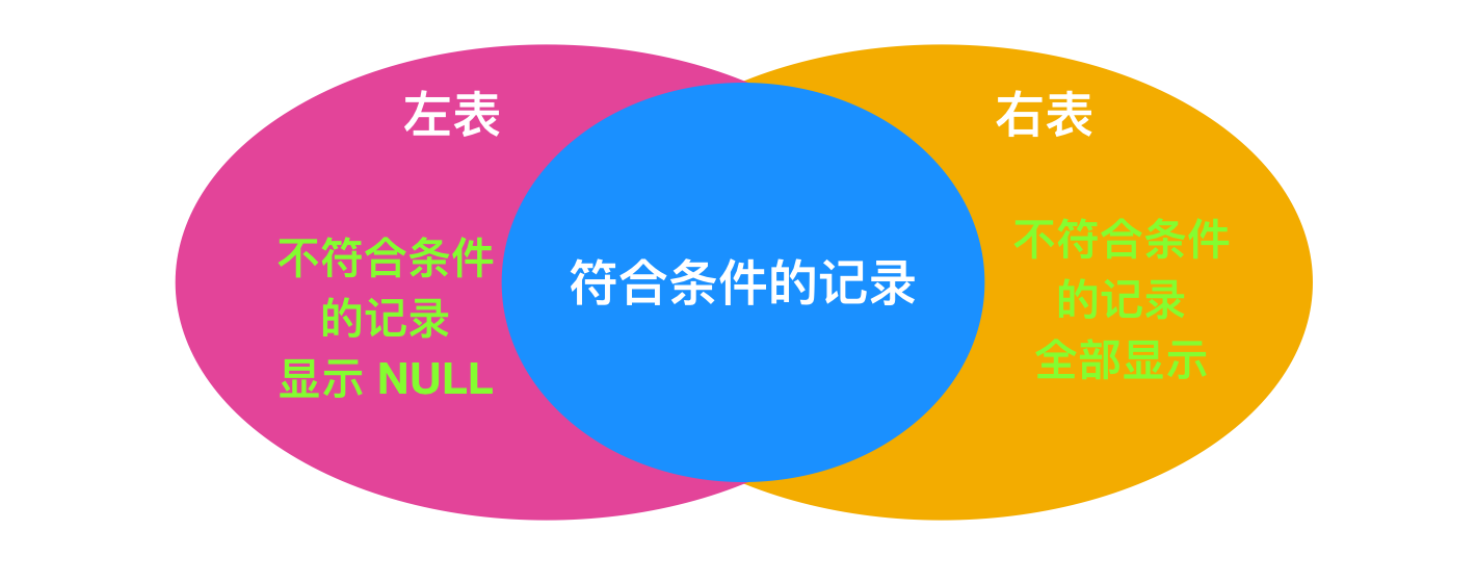 左表
不符合条件
的记录
显示 NULL
符合条件的记录
右表
不符合条件
的记录
全部显示